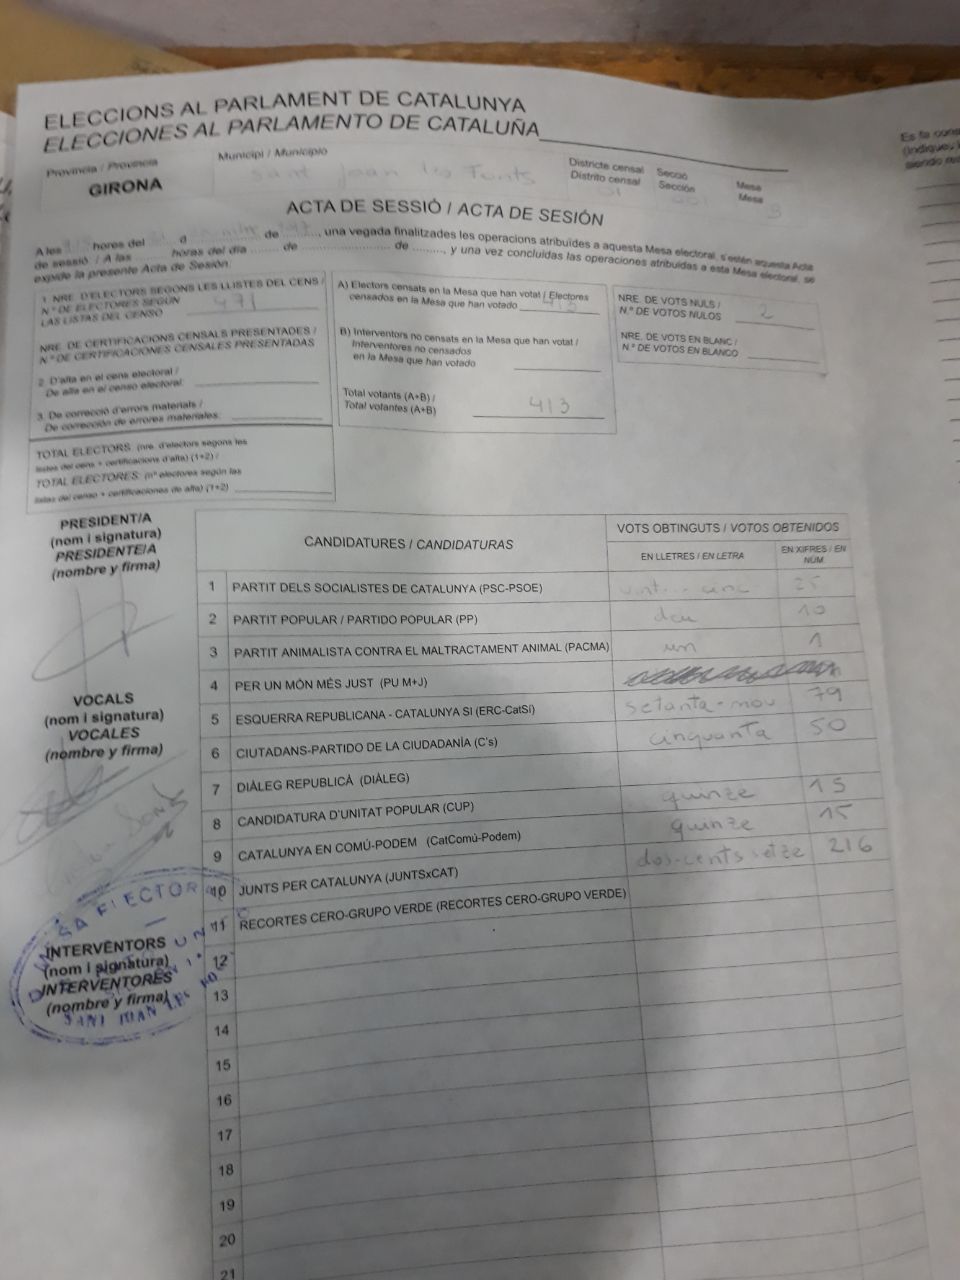 ELECCIONS AL PARLAMENT DE CATALUNYA
ELECCIONES AL PARLAMENTO DE CATALUÑA
Es fa cons
(indiqueu
siendo
Província / Provincia
GIRONA
Municipi / Municipio
Sant Joan les Fonts
Districte censal
Distrito censal
01
Secció
Sección
001
Mesa
Mesa
B
ACTA DE SESSIÓ / ACTA DE SESIÓN
A les hores del d de , una vegada finalitzades les operacions atribuïdes a aquesta Mesa electoral, s'estén aquesta Acta
de sessió. / A las horas del día de de , y una vez concluidas las operaciones atribuidas a esta Mesa electoral, se
expide la presente Acta de Sesión.
1. NRE. D'ELECTORS SEGONS LES LLISTES DEL CENS /
N.º DE ELECTORES SEGÚN
LAS LISTAS DEL CENSO 471
NRE. DE CERTIFICACIONS CENSALS PRESENTADES /
N.º DE CERTIFICACIONES CENSALES PRESENTADAS
2. D'alta en el cens electoral /
De alta en el censo electoral:
3. De correcció d'errors materials /
De corrección de errores materiales:
TOTAL ELECTORS: (nre. d'electors segons les
llistes del cens + certificacions d'alta) (1+2) /
TOTAL ELECTORES: (nº electores según las
listas del censo + certificaciones de alta) (1+2)
A) Electors censats en la Mesa que han votat / Electores
censados en la Mesa que han votado 413
B) Interventors no censats en la Mesa que han votat /
Interventores no censados
en la Mesa que han votado
Total votants (A+B) /
Total votantes (A+B) 413
NRE. DE VOTS NULS /
N.º DE VOTOS NULOS 2
NRE. DE VOTS EN BLANC /
N.º DE VOTOS EN BLANCO
PRESIDENT/A
(nom i signatura)
PRESIDENTE/A
(nombre y firma)
VOCALS
(nom i signatura)
VOCALES
(nombre y firma)
INTERVENTORS
(nom i signatura)
INTERVENTORES
(nombre y firma)
CANDIDATURES / CANDIDATURAS
VOTS OBTINGUTS / VOTOS OBTENIDOS
EN LLETRES / EN LETRA
EN XIFRES / EN
NÚM.
1 PARTIT DELS SOCIALISTES DE CATALUNYA (PSC-PSOE) vint-i-cinc 25
2 PARTIT POPULAR / PARTIDO POPULAR (PP) deu 10
3 PARTIT ANIMALISTA CONTRA EL MALTRACTAMENT ANIMAL (PACMA) un 1
4 PER UN MÓN MÉS JUST (PU M+J)
5 ESQUERRA REPUBLICANA - CATALUNYA SÍ (ERC-CatSí) setanta-nou 79
6 CIUTADANS-PARTIDO DE LA CIUDADANÍA (C's) cinquanta 50
7 DIÀLEG REPUBLICÀ (DIÀLEG)
8 CANDIDATURA D'UNITAT POPULAR (CUP) quinze 15
9 CATALUNYA EN COMÚ-PODEM (CatComú-Podem) quinze 15
10 JUNTS PER CATALUNYA (JUNTSxCAT) dos-cents setze 216
11 RECORTES CERO-GRUPO VERDE (RECORTES CERO-GRUPO VERDE)
12
13
14
15
16
17
18
19
20
21